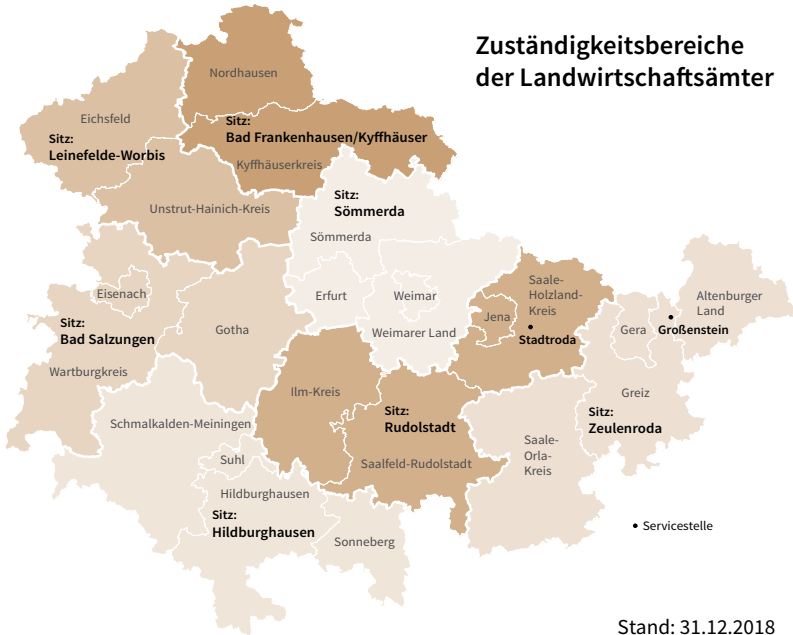 Zuständigkeitsbereiche
der Landwirtschaftsämter
Nordhausen
Eichsfeld
Sitz:
Leinefelde-Worbis
Sitz:
Bad Frankenhausen/Kyffhäuser
Kyffhäuserkreis
Unstrut-Hainich-Kreis
Sitz:
Sömmerda
Sömmerda
Erfurt
Weimar
Weimarer Land
Eisenach
Sitz:
Bad Salzungen
Gotha
Wartburgkreis
Saale-
Holzland-
Kreis
Jena
Stadtroda
Altenburger
Land
Gera
Großenstein
Greiz
Sitz:
Zeulenroda
Ilm-Kreis
Sitz:
Rudolstadt
Saalfeld-Rudolstadt
Saale-
Orla-
Kreis
Schmalkalden-Meiningen
Suhl
Hildburghausen
Sitz:
Hildburghausen
Sonneberg
• Servicestelle
Stand: 31.12.2018